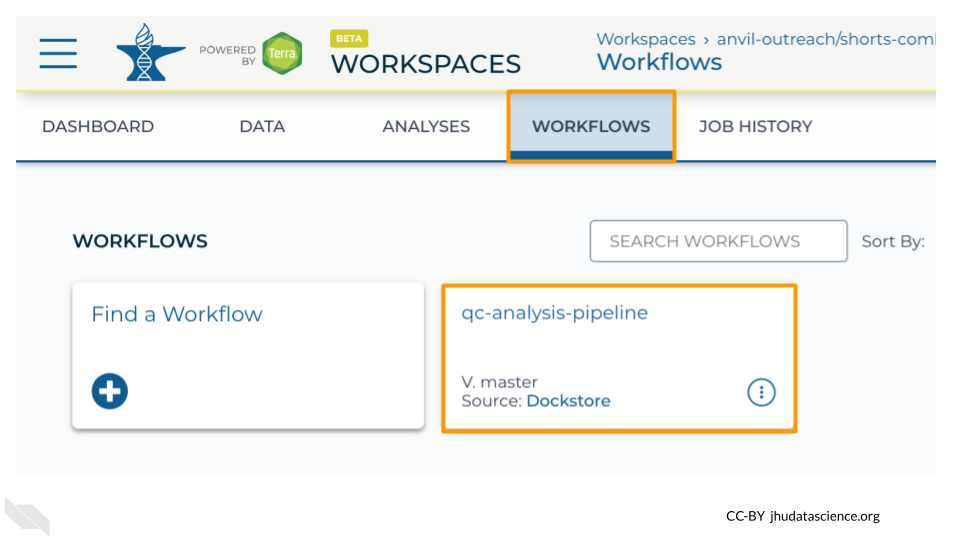 POWERED
BY
Terra
BETA
WORKSPACES
Workspaces › anvil-outreach/shorts-com
Workflows
DASHBOARD
DATA
ANALYSES
WORKFLOWS
JOB HISTORY
WORKFLOWS
SEARCH WORKFLOWS
Sort By:
Find a Workflow
qc-analysis-pipeline
V. master
Source: Dockstore
CC-BY jhudatascience.org